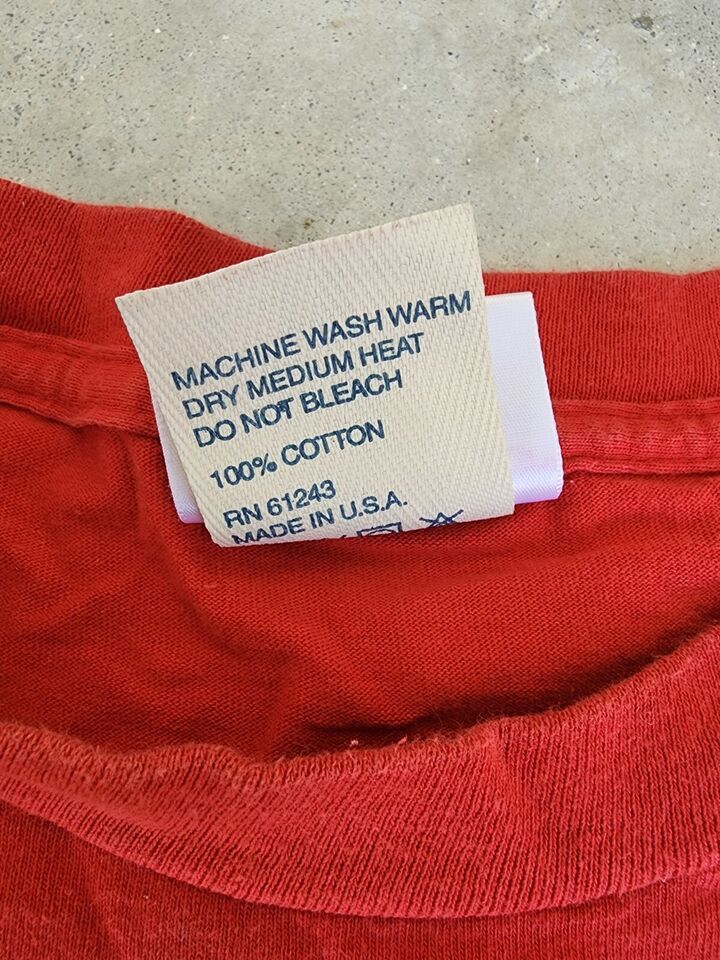 MACHINE WASH WARM
DRY MEDIUM HEAT
DO NOT BLEACH
100% COTTON
RN 61243
MADE IN U.S.A.